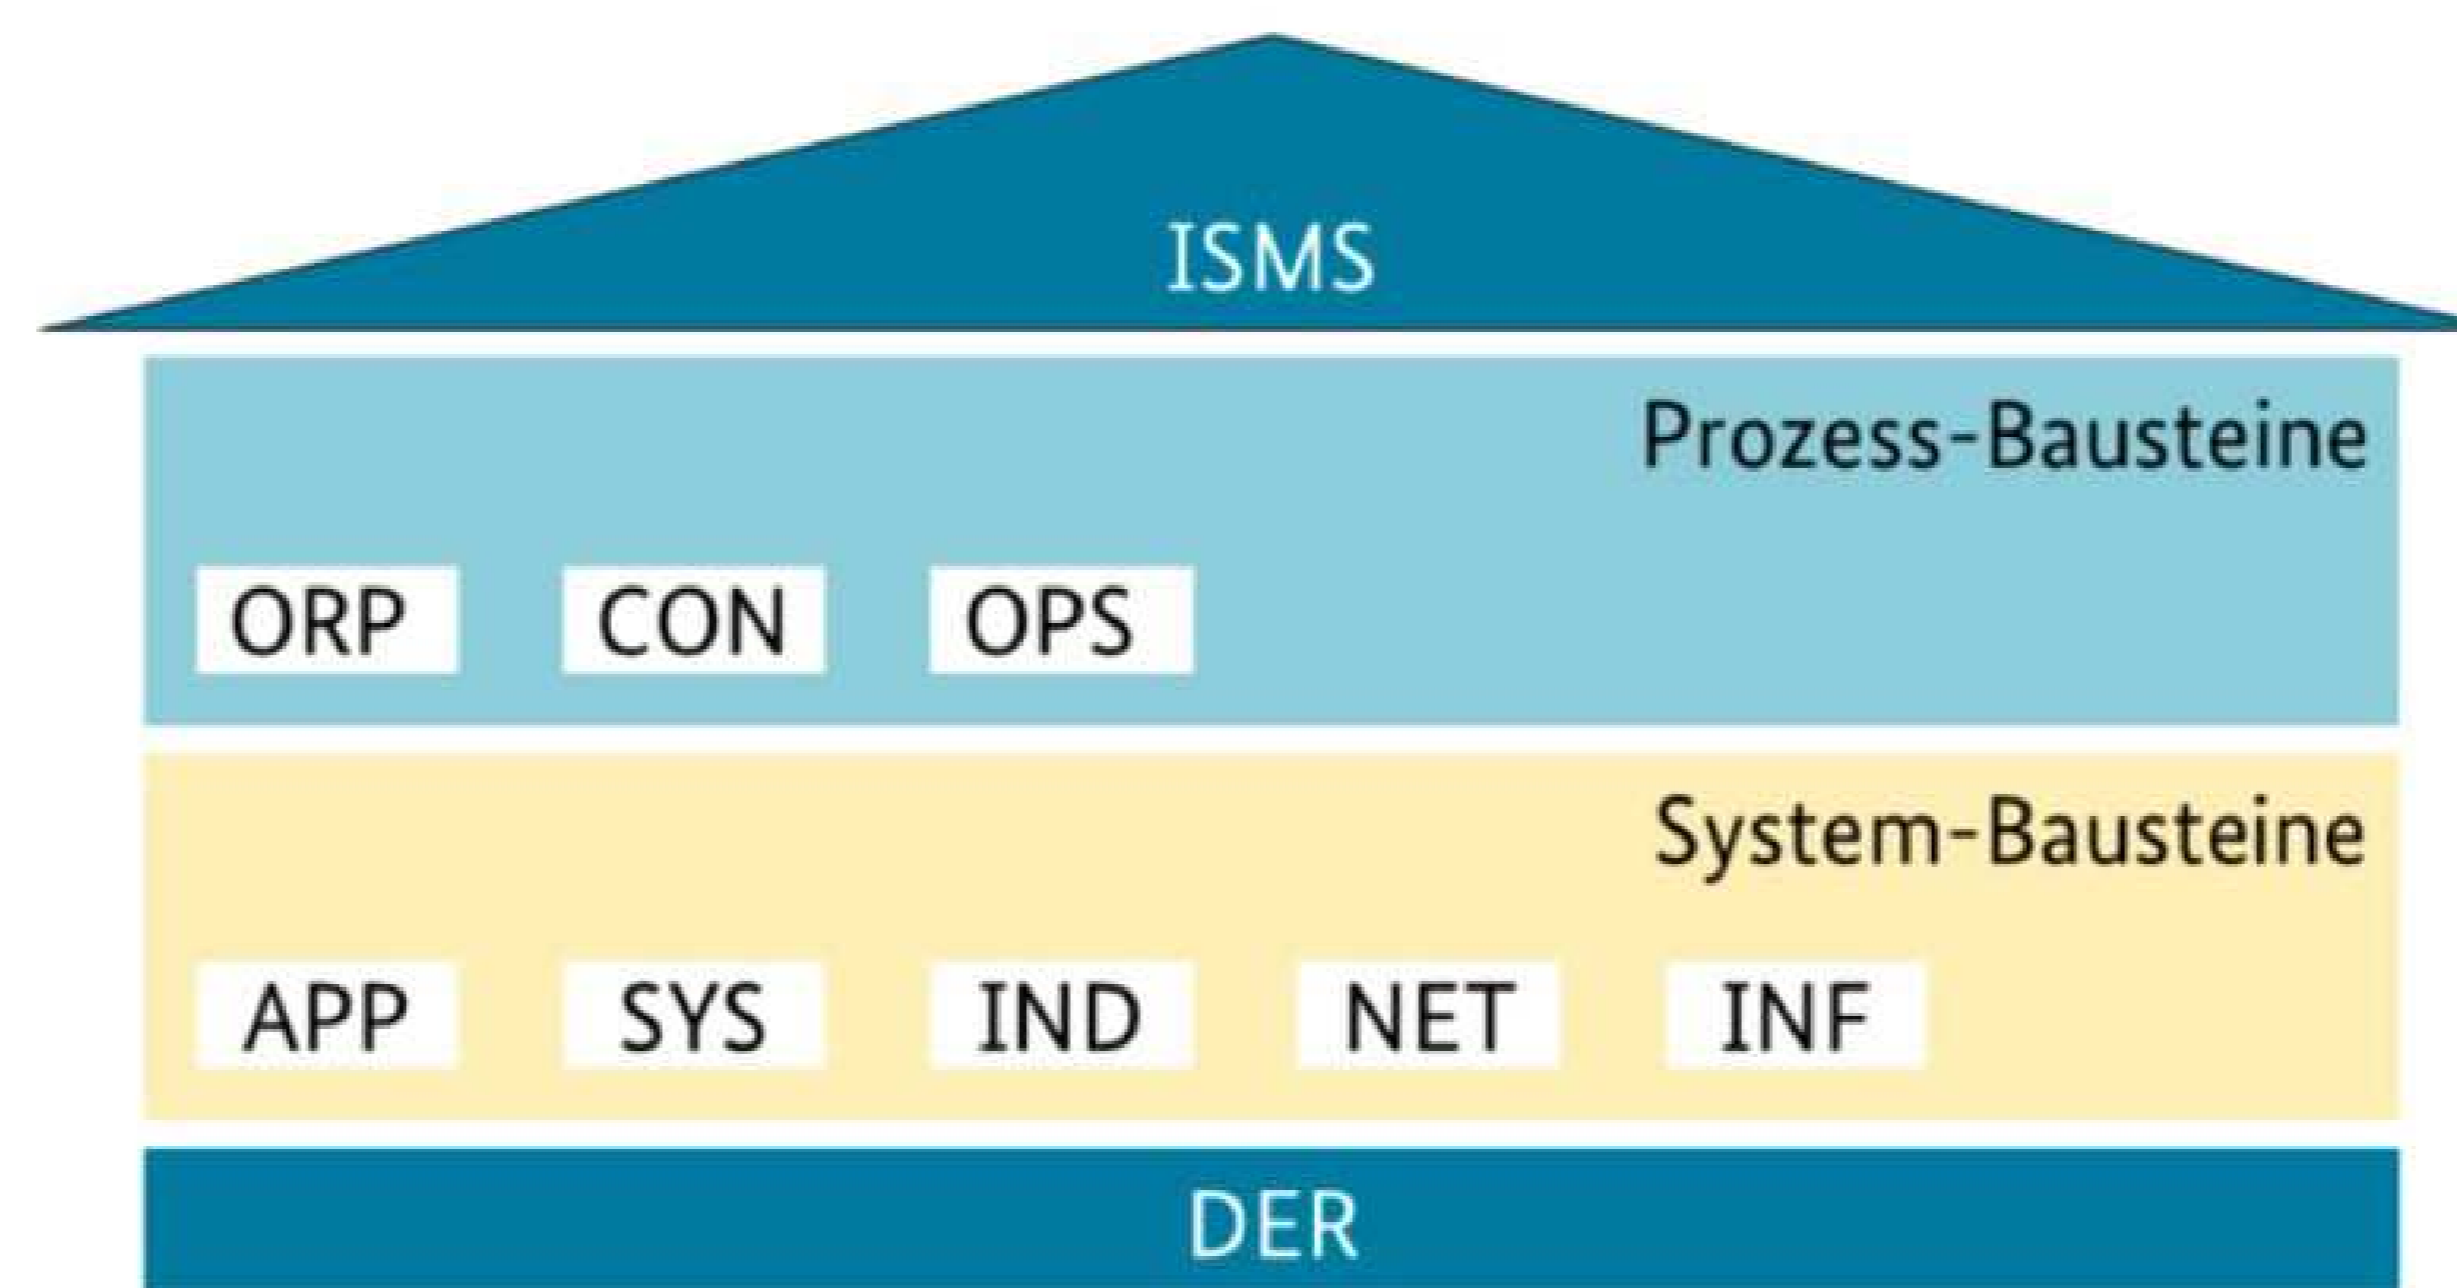 ISMS
Prozess-Bausteine
ORP CON OPS
System-Bausteine
APP SYS IND NET INF
DER